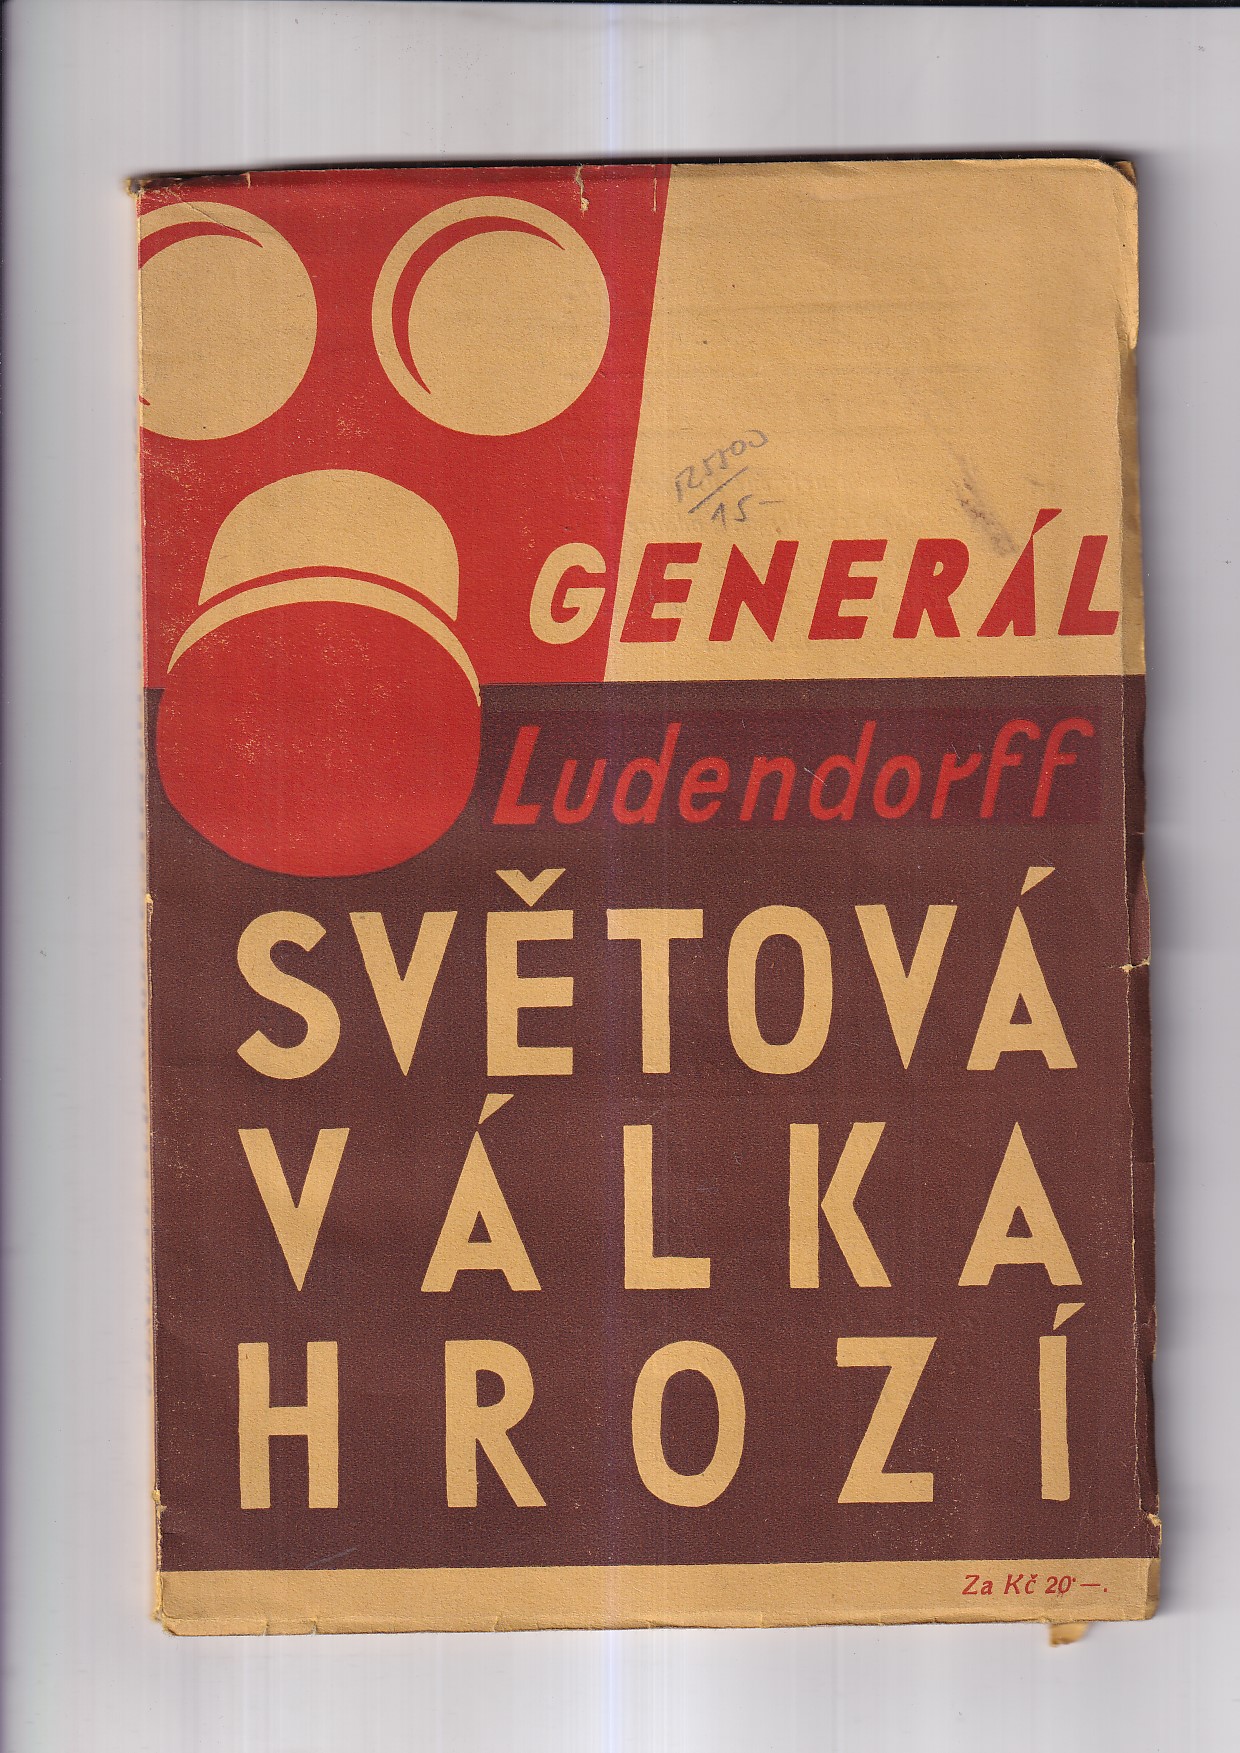 GENERÁL
Ludendorff
SVĚTOVÁ
VÁLKA
HROZÍ
Za Kč 20·—.